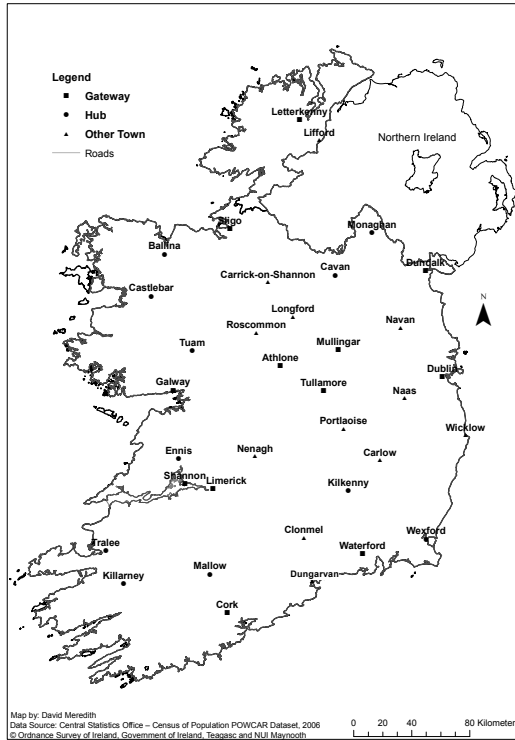 Legend
Gateway
Hub
Other Town
Roads
Letterkenny
Lifford
Northern Ireland
Sligo
Monaghan
Ballina
Dundalk
Cavan
Carrick-on-Shannon
Castlebar
N
Longford
Navan
Roscommon
Tuam
Mullingar
Athlone
Dublin
Galway
Tullamore
Naas
Portlaoise
Wicklow
Ennis
Nenagh
Carlow
Shannon
Limerick
Kilkenny
Clonmel
Wexford
Tralee
Waterford
Mallow
Killarney
Dungarvan
Cork
Map by: David Meredith
Data Source: Central Statistics Office – Census of Population POWCAR Dataset, 2006
© Ordnance Survey of Ireland, Government of Ireland, Teagasc and NUI Maynooth
0 20 40 80 Kilometer